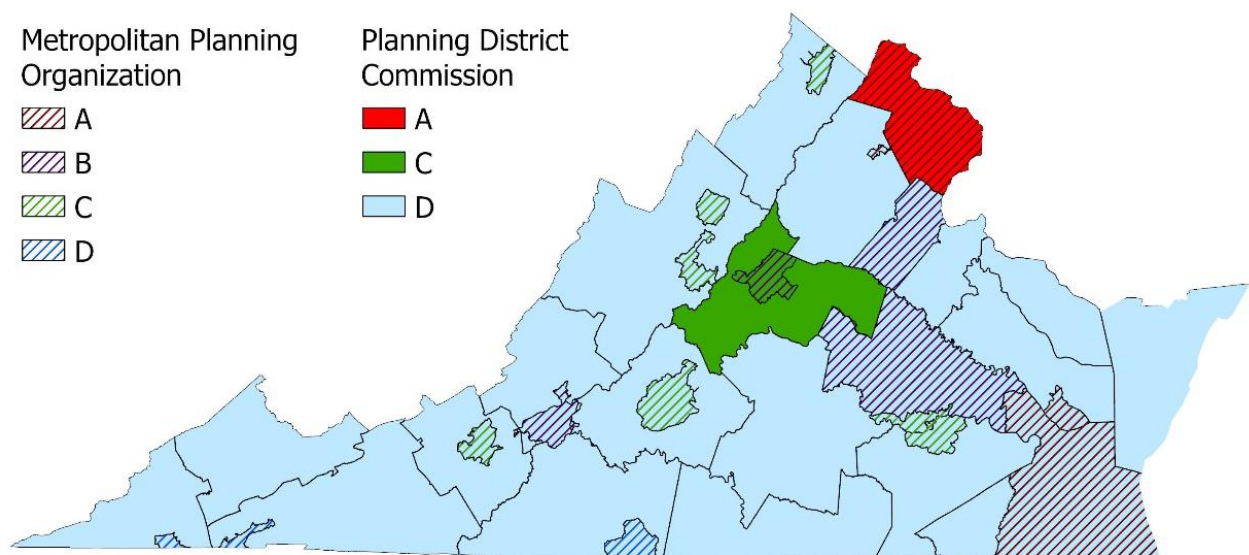 Metropolitan Planning
Organization
A
B
C
D
Planning District
Commission
A
C
D